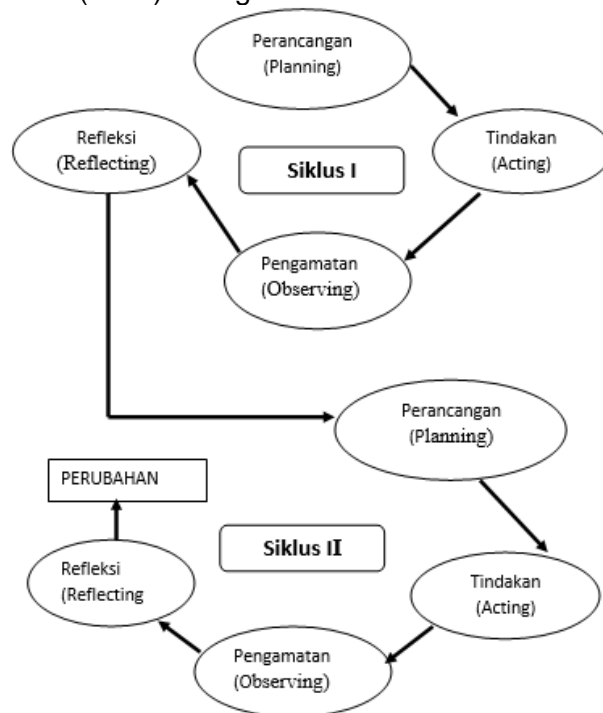 Perancangan
(Planning)
Refleksi
(Reflecting)
Tindakan
(Acting)
Siklus I
Pengamatan
(Observing)
Perancangan
(Planning)
PERUBAHAN
Siklus II
Refleksi
(Reflecting
Tindakan
(Acting)
Pengamatan
(Observing)